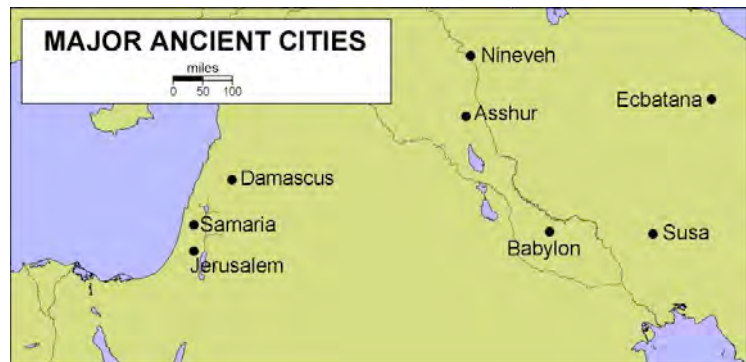 MAJOR ANCIENT CITIES
miles
0 50 100
Nineveh
Ecbatana
Asshur
Damascus
Samaria
Babylon
Susa
Jerusalem